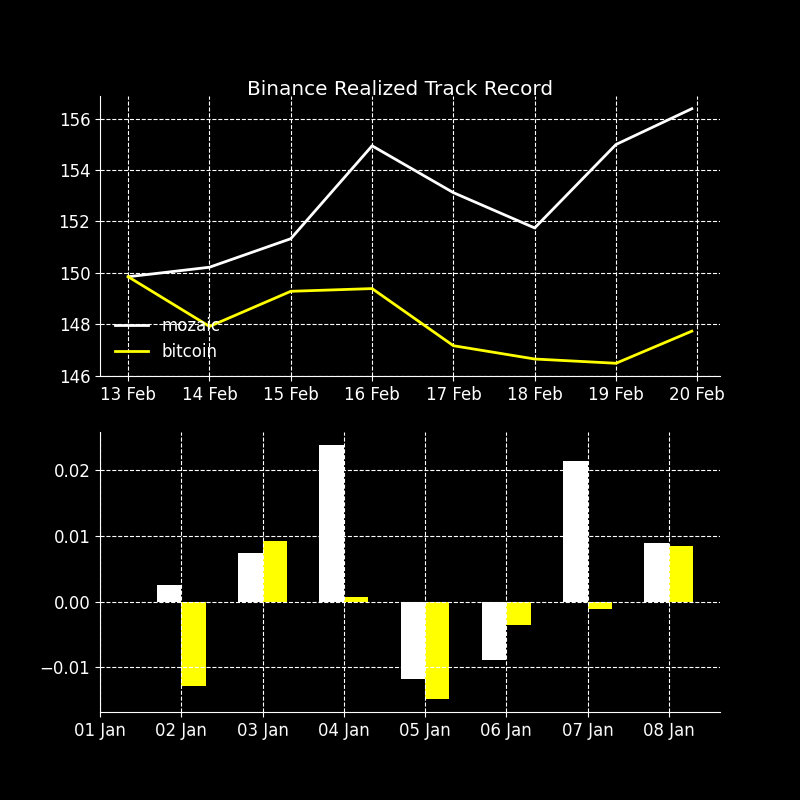 Binance Realized Track Record
156
154
152
150
148
146
mozaic
bitcoin
13 Feb 14 Feb 15 Feb 16 Feb 17 Feb 18 Feb 19 Feb 20 Feb
0.02
0.01
0.00
−0.01
01 Jan 02 Jan 03 Jan 04 Jan 05 Jan 06 Jan 07 Jan 08 Jan